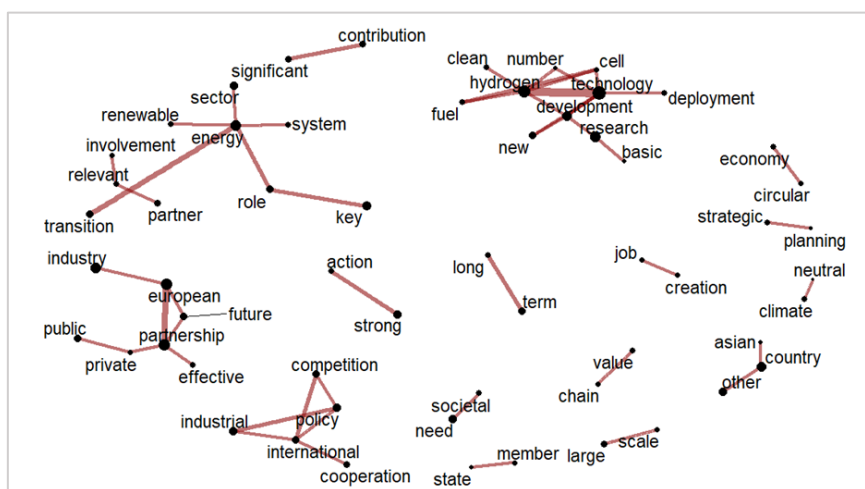 contribution
significant
sector
renewable
system
energy
involvement
relevant
partner
role
key
transition
clean
number
cell
hydrogen
technology
fuel
development
deployment
research
new
basic
economy
circular
strategic
planning
industry
european
future
public
partnership
private
effective
action
strong
long
term
job
creation
neutral
climate
competition
industrial
policy
international
cooperation
societal
need
value
chain
asian
country
other
member
state
scale
large